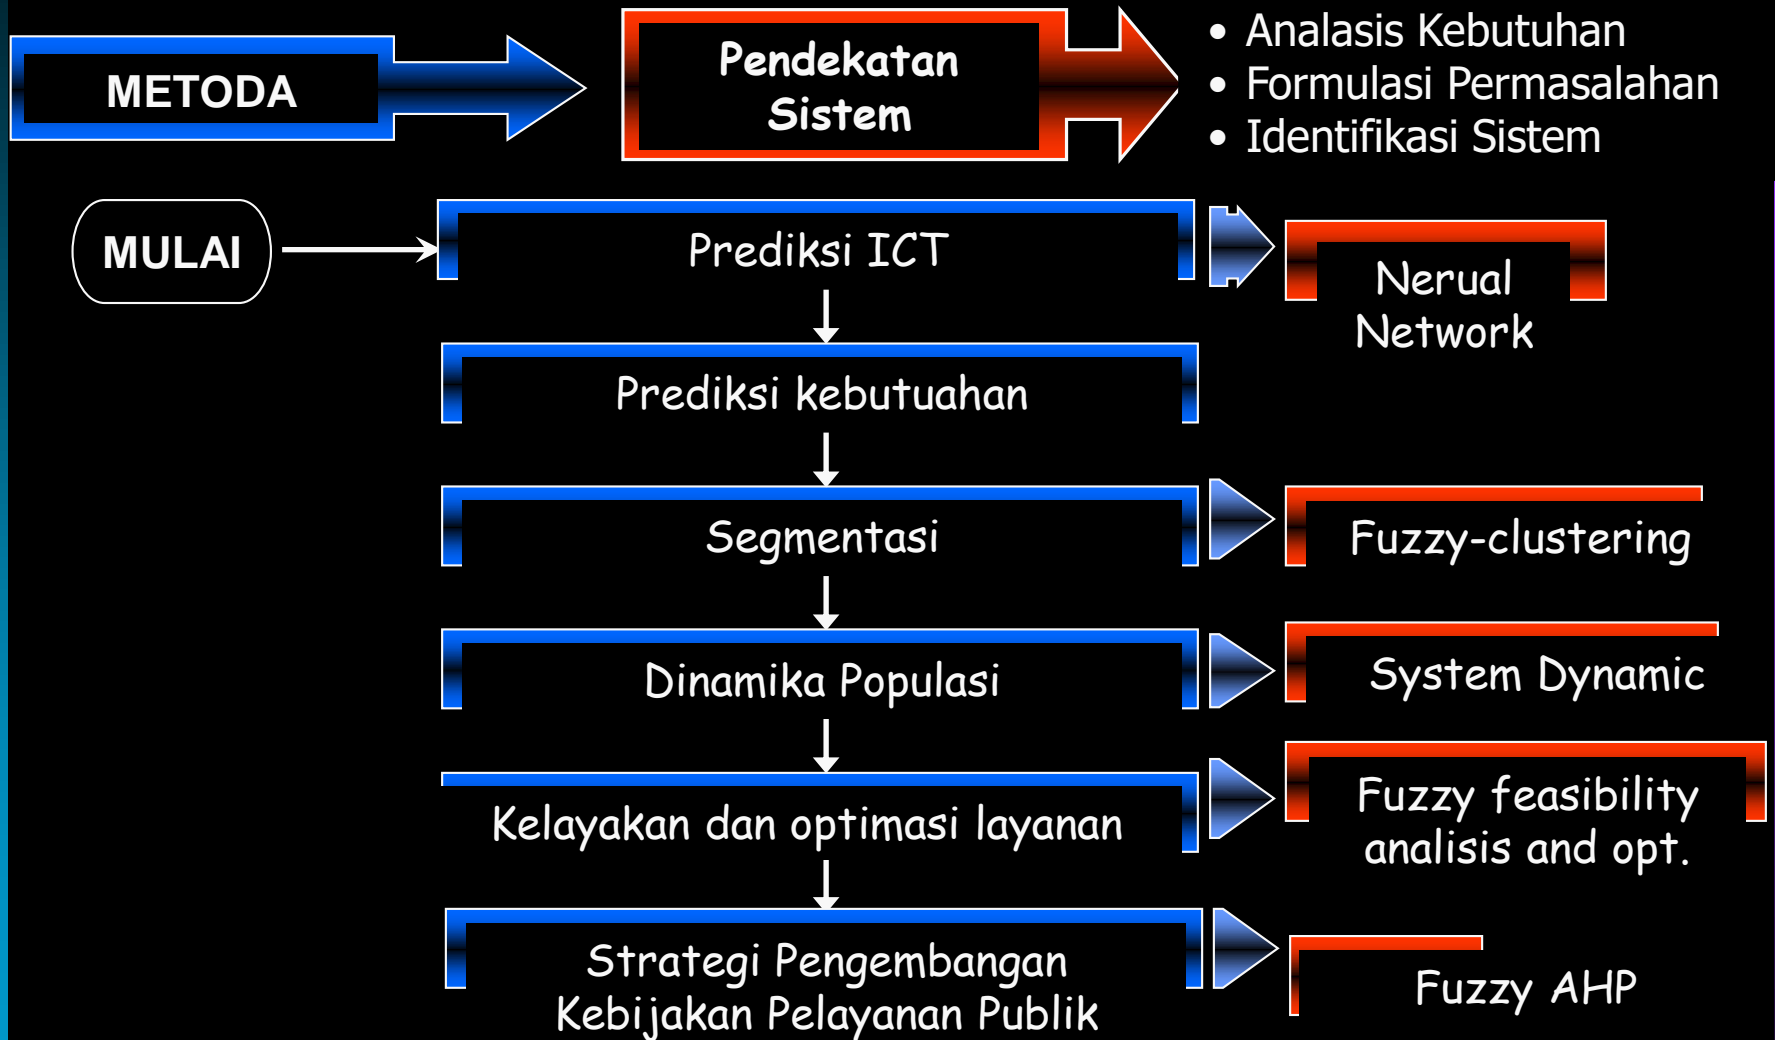 METODA
Pendekatan
Sistem
• Analasis Kebutuhan
• Formulasi Permasalahan
• Identifikasi Sistem
MULAI
Prediksi ICT
Nerual
Network
Prediksi kebutuahan
Segmentasi
Fuzzy-clustering
Dinamika Populasi
System Dynamic
Kelayakan dan optimasi layanan
Fuzzy feasibility
analisis and opt.
Strategi Pengembangan
Kebijakan Pelayanan Publik
Fuzzy AHP